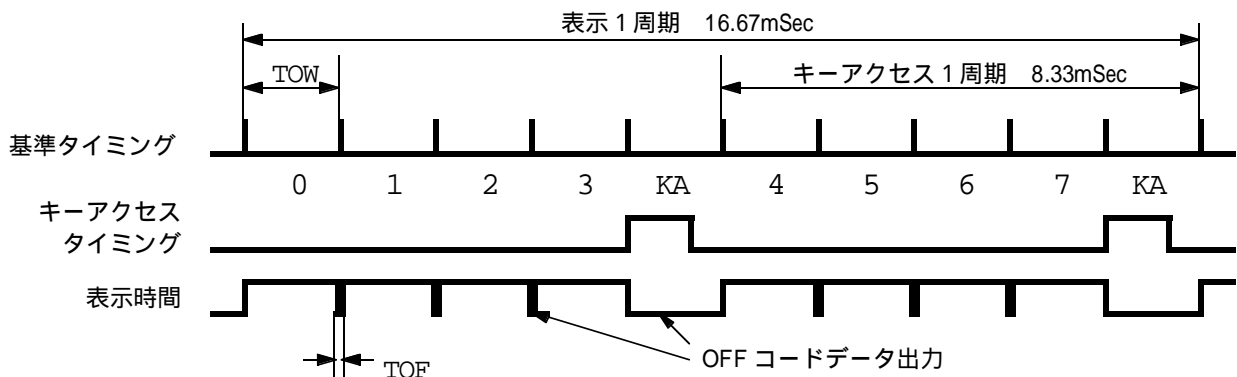 表示1周期 16.67mSec
TOW
キーアクセス1周期 8.33mSec
基準タイミング
0 1 2 3 KA 4 5 6 7 KA
キーアクセス
タイミング
表示時間
OFFコードデータ出力
TOF